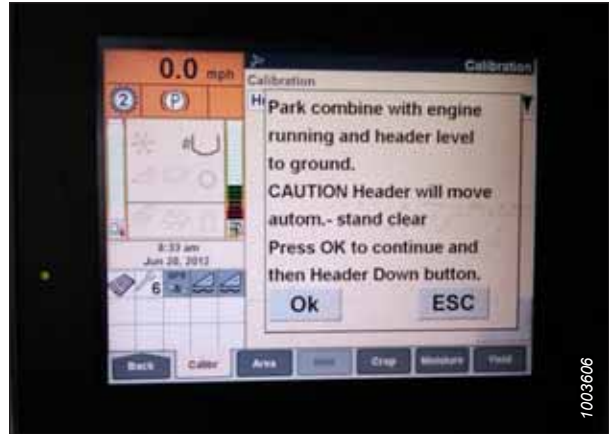 0.0 mph
Calibration
Calibration
2 P
He
Park combine with engine
running and header level
to ground.
CAUTION Header will move
autom.- stand clear
Press OK to continue and
then Header Down button.
Ok ESC
8:33 am
Jun 20, 2012
6
Back Calibr Area Crop Moisture Yield
1003606